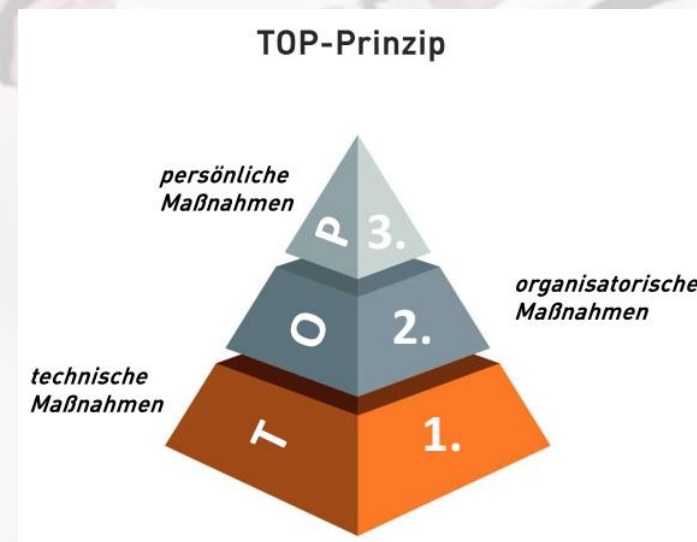 TOP-Prinzip
persönliche
Maßnahmen
P 3.
organisatorische
Maßnahmen
O 2.
technische
Maßnahmen
T 1.